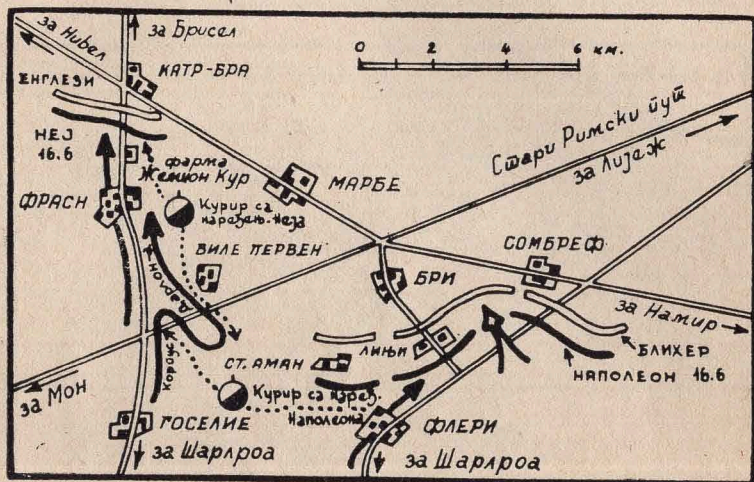 за Нивел
за Брисел
0 2 4 6 км.
ЕНГЛЕЗИ
КАТР-БРА
НЕЈ
16.6
фарма
Жемион Кур
МАРБЕ
Стари Римски пут
за Лијеж
ФРАСН
Курир са
наређењ. Неја
ВИЛЕ ПЕРВЕН
СОМБРЕФ
БРИ
за Намир
БЛИХЕР
НАПОЛЕОН 16.6
СТ. АМАН
ЛИЊИ
Корпус
Курир са наређ.
Наполеона
за Мон
ГОСЕЛИЕ
ФЛЕРИ
за Шарлроа
за Шарлроа